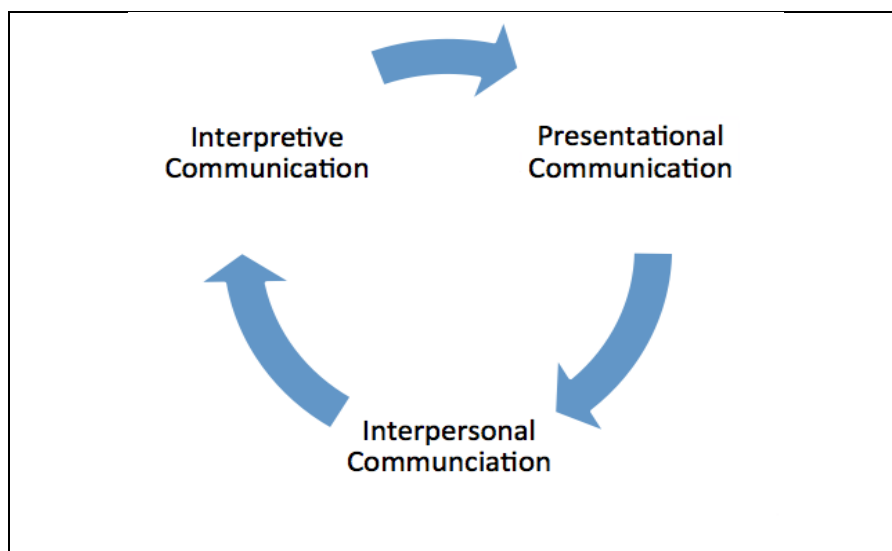 Interpretive
Communication
Presentational
Communication
Interpersonal
Communciation